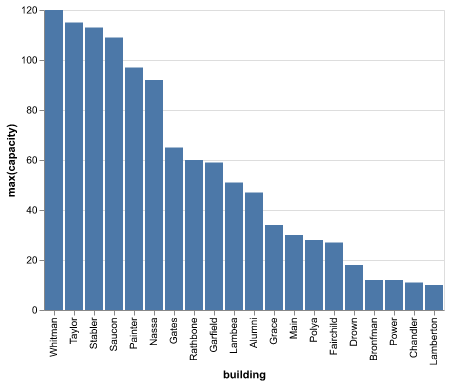 120
100
80
60
40
20
0
max(capacity)
Whitman
Taylor
Stabler
Saucon
Painter
Nassa
Gates
Rathbone
Garfield
Lambea
Alumni
Grace
Main
Polya
Fairchild
Drown
Bronfman
Power
Chandler
Lamberton
building